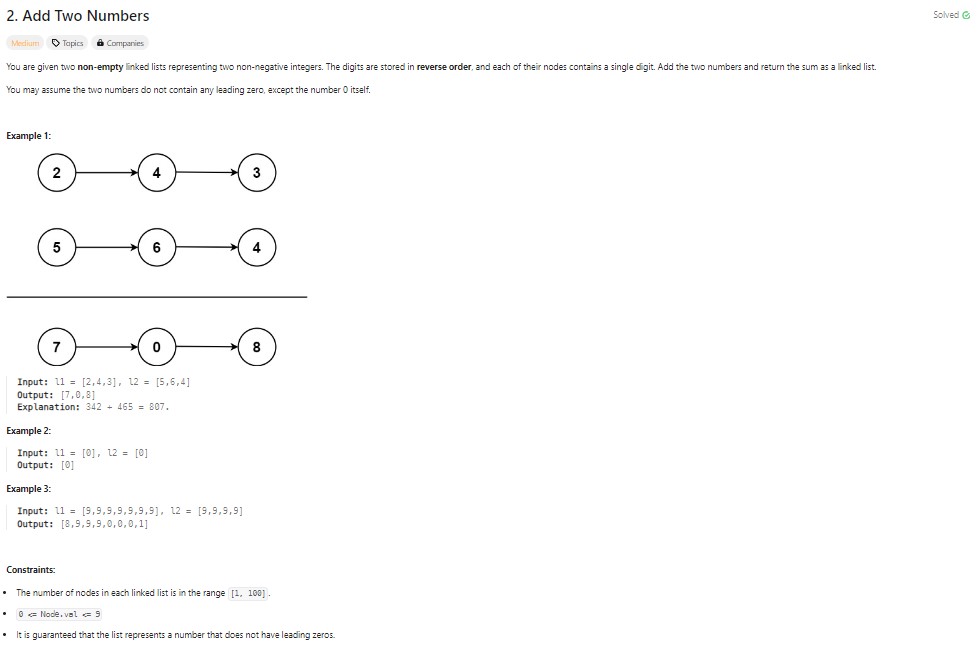 2. Add Two Numbers
Solved
Medium Topics Companies
You are given two non-empty linked lists representing two non-negative integers. The digits are stored in reverse order, and each of their nodes contains a single digit. Add the two numbers and return the sum as a linked list.
You may assume the two numbers do not contain any leading zero, except the number 0 itself.
Example 1:
2 4 3
5 6 4
7 0 8
Input: l1 = [2,4,3], l2 = [5,6,4]
Output: [7,0,8]
Explanation: 342 + 465 = 807.
Example 2:
Input: l1 = [0], l2 = [0]
Output: [0]
Example 3:
Input: l1 = [9,9,9,9,9,9,9], l2 = [9,9,9,9]
Output: [8,9,9,9,0,0,0,1]
Constraints:
• The number of nodes in each linked list is in the range [1, 100].
• 0 <= Node.val <= 9
• It is guaranteed that the list represents a number that does not have leading zeros.